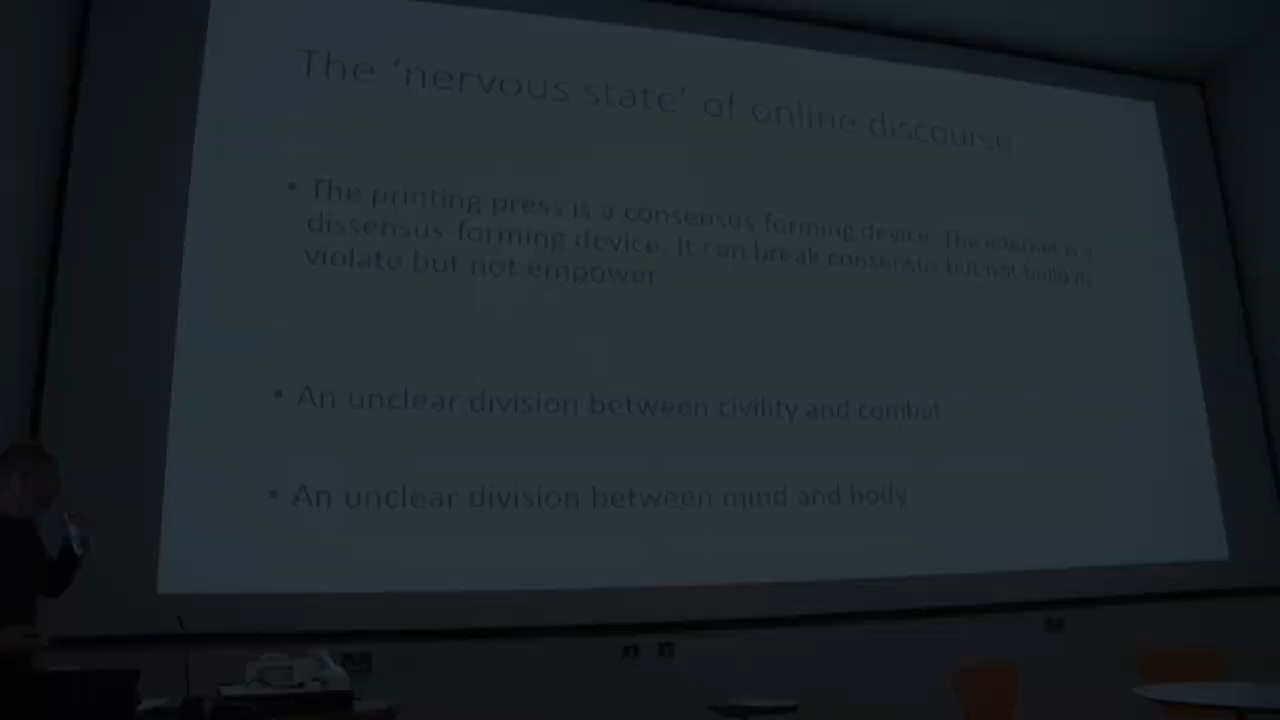 The ‘nervous state’ of online discourse
• The printing press is a consensus forming device. The internet is a
dissensus forming device. It can break consensus but not build it;
violate but not empower
• An unclear division between civility and combat
• An unclear division between mind and body